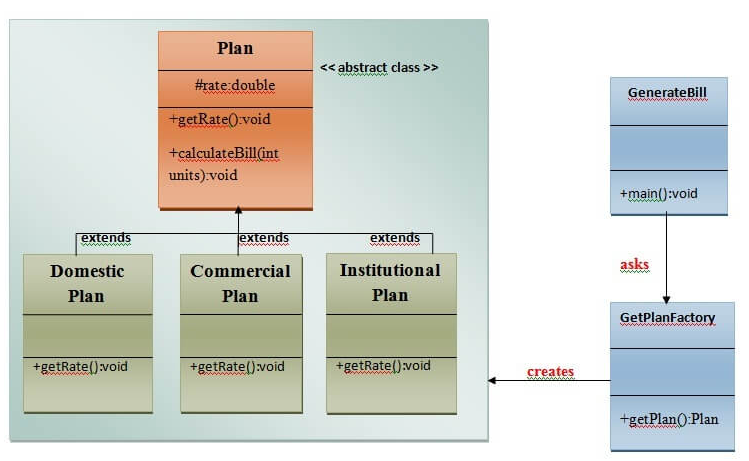 Plan
<< abstract class >>
#rate:double
+getRate():void
+calculateBill(int
units):void
extends
extends
extends
Domestic
Plan
+getRate():void
Commercial
Plan
+getRate():void
Institutional
Plan
+getRate():void
GenerateBill
+main():void
asks
GetPlanFactory
+getPlan():Plan
creates